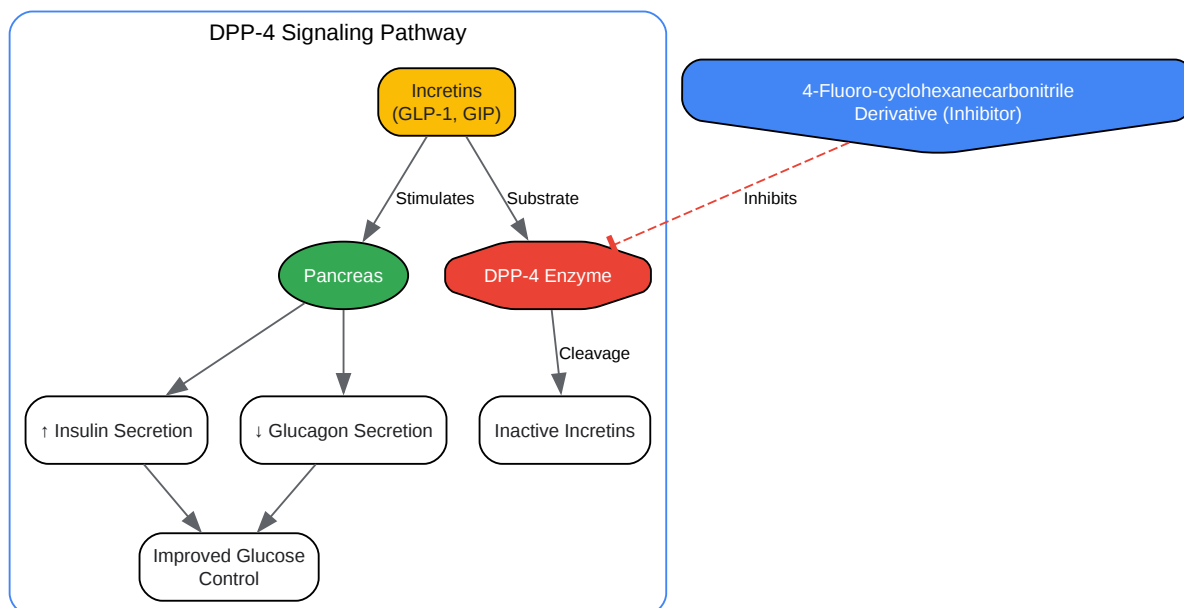 DPP-4 Signaling Pathway
Incretins
(GLP-1, GIP)
4-Fluoro-cyclohexanecarbonitrile
Derivative (Inhibitor)
Stimulates
Substrate
Inhibits
Pancreas
DPP-4 Enzyme
Cleavage
↑ Insulin Secretion
↓ Glucagon Secretion
Inactive Incretins
Improved Glucose
Control